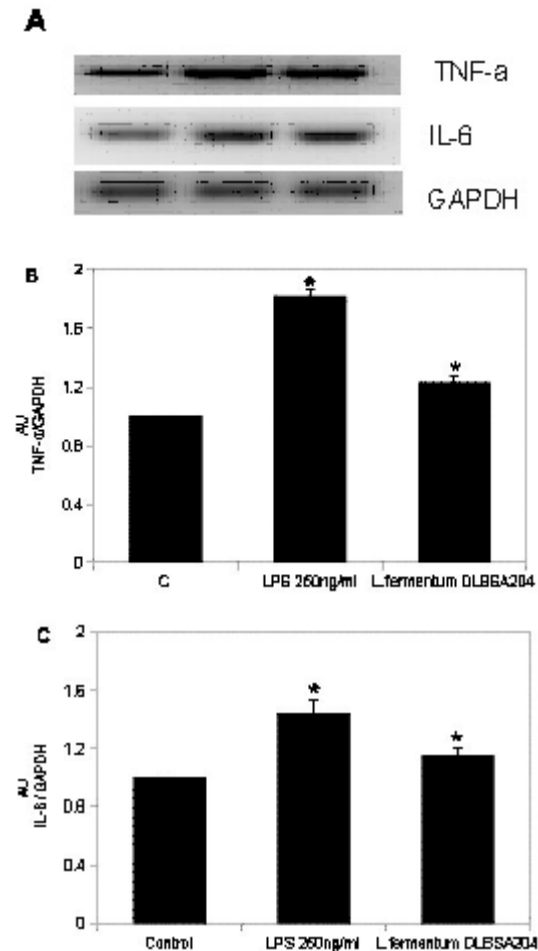 A
TNF-a
IL-6
GAPDH
B
AU
TNF-α/GAPDH
2
1.6
1.2
0.8
0.4
0
*
*
C
LPS 250ng/ml
L.fermentum DLBSA204
C
AU
IL-6 / GAPDH
2
1.6
1.2
0.8
0.4
0
*
*
Control
LPS 250ng/ml
L.fermentum DLBSA204